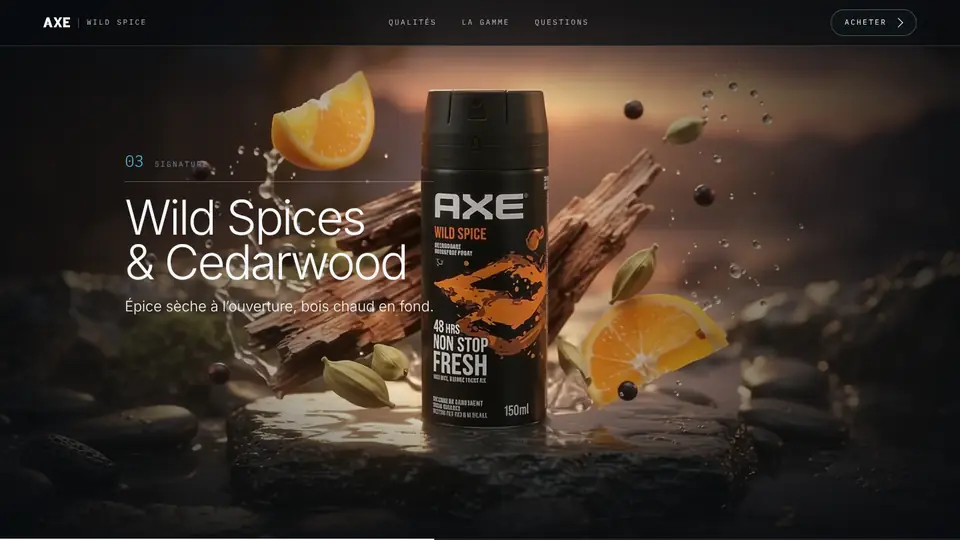 AXE
WILD SPICE
QUALITÉS
LA GAMME
QUESTIONS
ACHETER
03 SIGNATURE
Wild Spices
& Cedarwood
Épice sèche à l'ouverture, bois chaud en fond.
AXE
WILD SPICE
48 HRS
NON STOP
FRESH
150ml